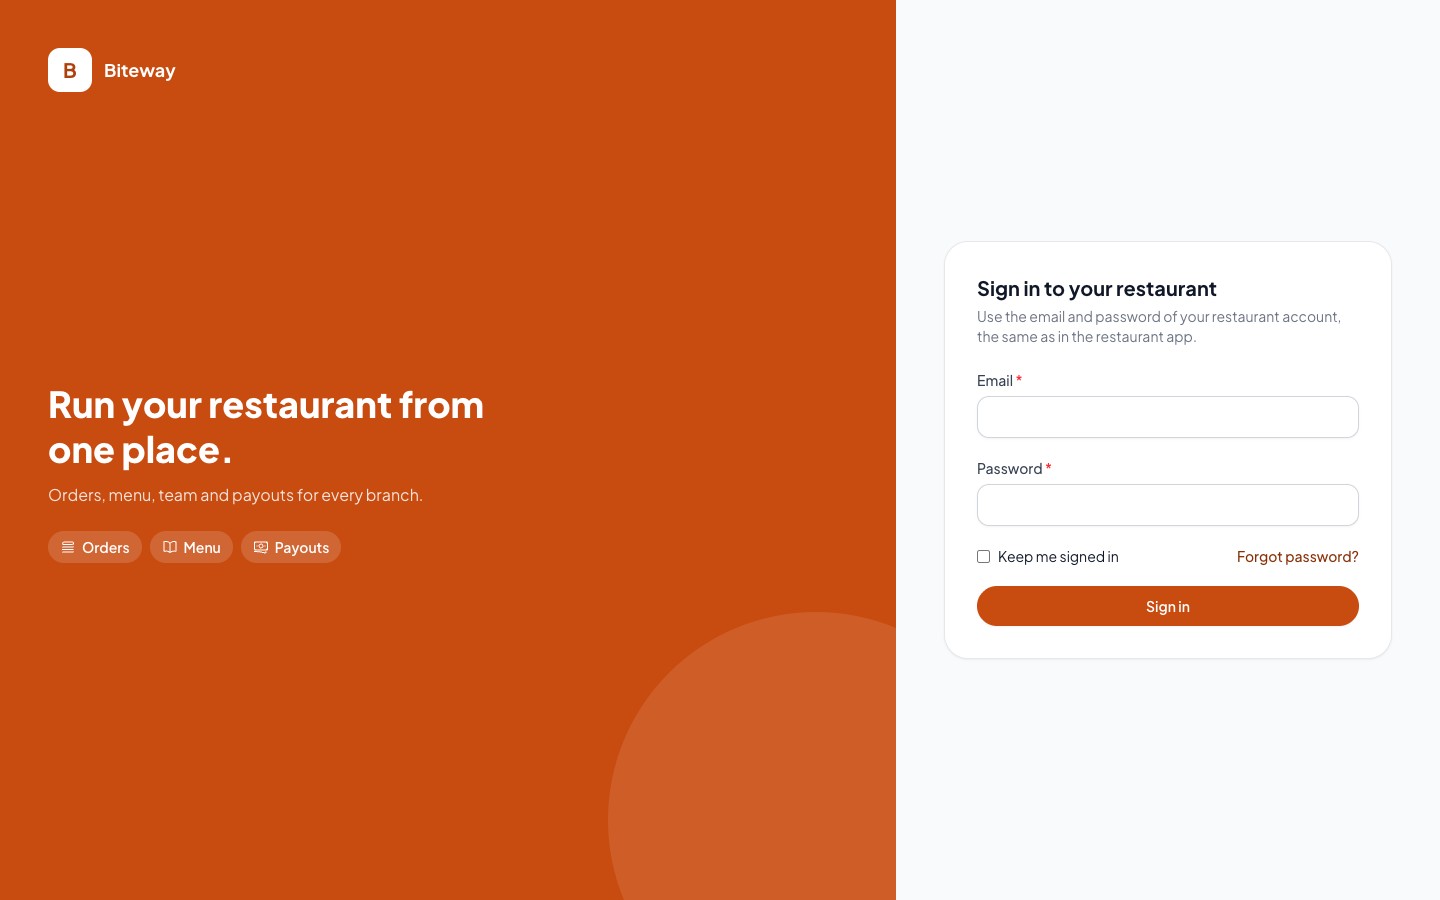 B
Biteway
Run your restaurant from
one place.
Orders, menu, team and payouts for every branch.
Orders
Menu
Payouts
Sign in to your restaurant
Use the email and password of your restaurant account,
the same as in the restaurant app.
Email *
Password *
Keep me signed in
Forgot password?
Sign in